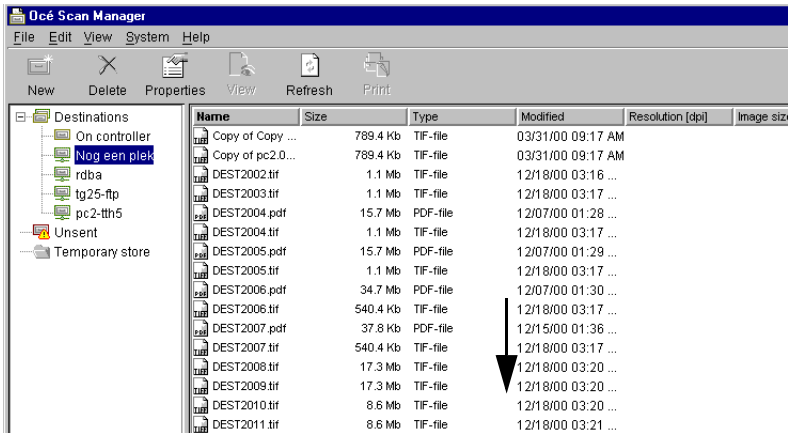 Océ Scan Manager
File Edit View System Help
New Delete Properties View Refresh Print
Destinations
On controller
Nog een plek
rdba
tg25-ftp
pc2-tth5
Unsent
Temporary store
Name Size Type Modified Resolution [dpi] Image size
Copy of Copy ... 789.4 Kb TIF-file 03/31/00 09:17 AM
Copy of pc2.0... 789.4 Kb TIF-file 03/31/00 09:17 AM
DEST2002.tif 1.1 Mb TIF-file 12/18/00 03:16 ...
DEST2003.tif 1.1 Mb TIF-file 12/18/00 03:17 ...
DEST2004.pdf 15.7 Mb PDF-file 12/07/00 01:28 ...
DEST2004.tif 1.1 Mb TIF-file 12/18/00 03:17 ...
DEST2005.pdf 15.7 Mb PDF-file 12/07/00 01:29 ...
DEST2005.tif 1.1 Mb TIF-file 12/18/00 03:17 ...
DEST2006.pdf 34.7 Mb PDF-file 12/07/00 01:30 ...
DEST2006.tif 540.4 Kb TIF-file 12/18/00 03:17 ...
DEST2007.pdf 37.8 Kb PDF-file 12/15/00 01:36 ...
DEST2007.tif 540.4 Kb TIF-file 12/18/00 03:17 ...
DEST2008.tif 17.3 Mb TIF-file 12/18/00 03:20 ...
DEST2009.tif 17.3 Mb TIF-file 12/18/00 03:20 ...
DEST2010.tif 8.6 Mb TIF-file 12/18/00 03:20 ...
DEST2011.tif 8.6 Mb TIF-file 12/18/00 03:21 ...